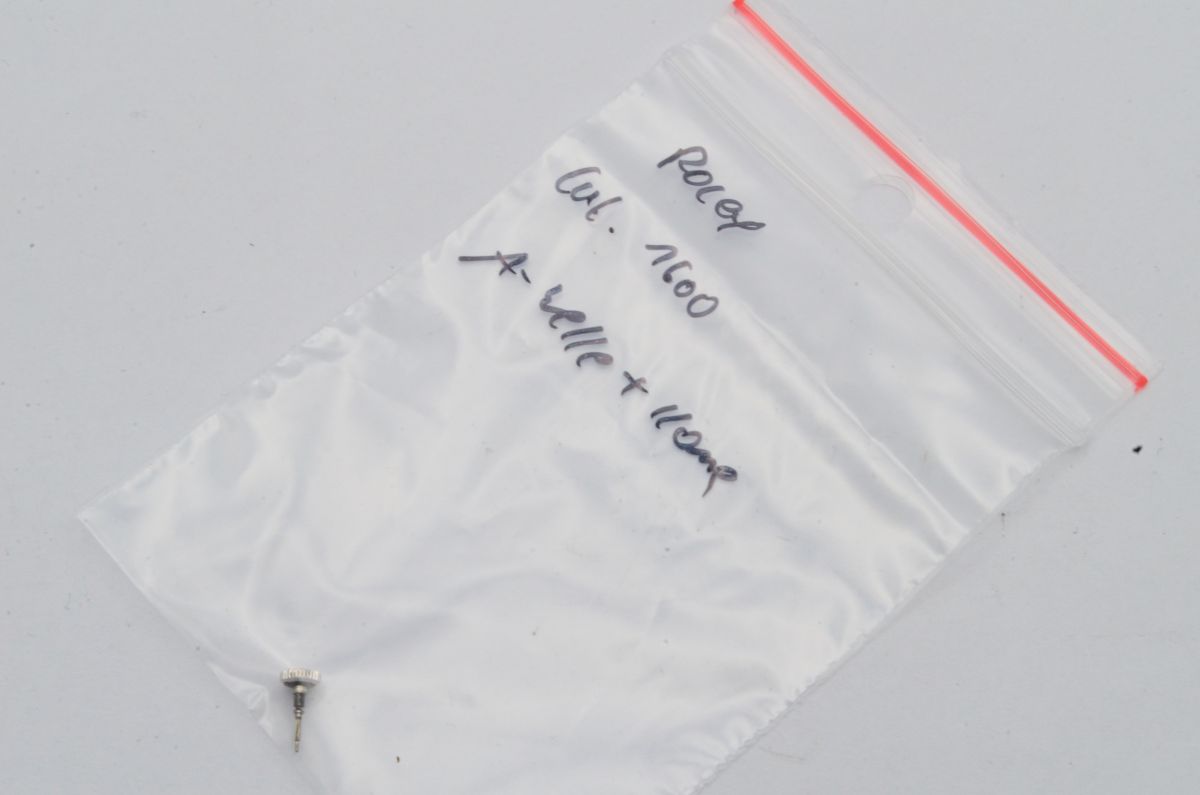 Rolex
Cal. 1600
A-welle + Krone